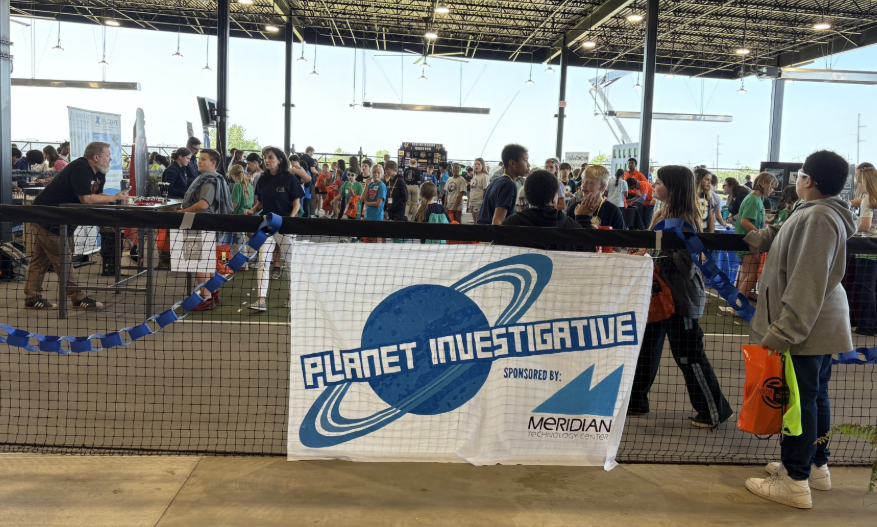 PLANET INVESTIGATIVE
SPONSORED BY:
MERIDIAN
TECHNOLOGY CENTER